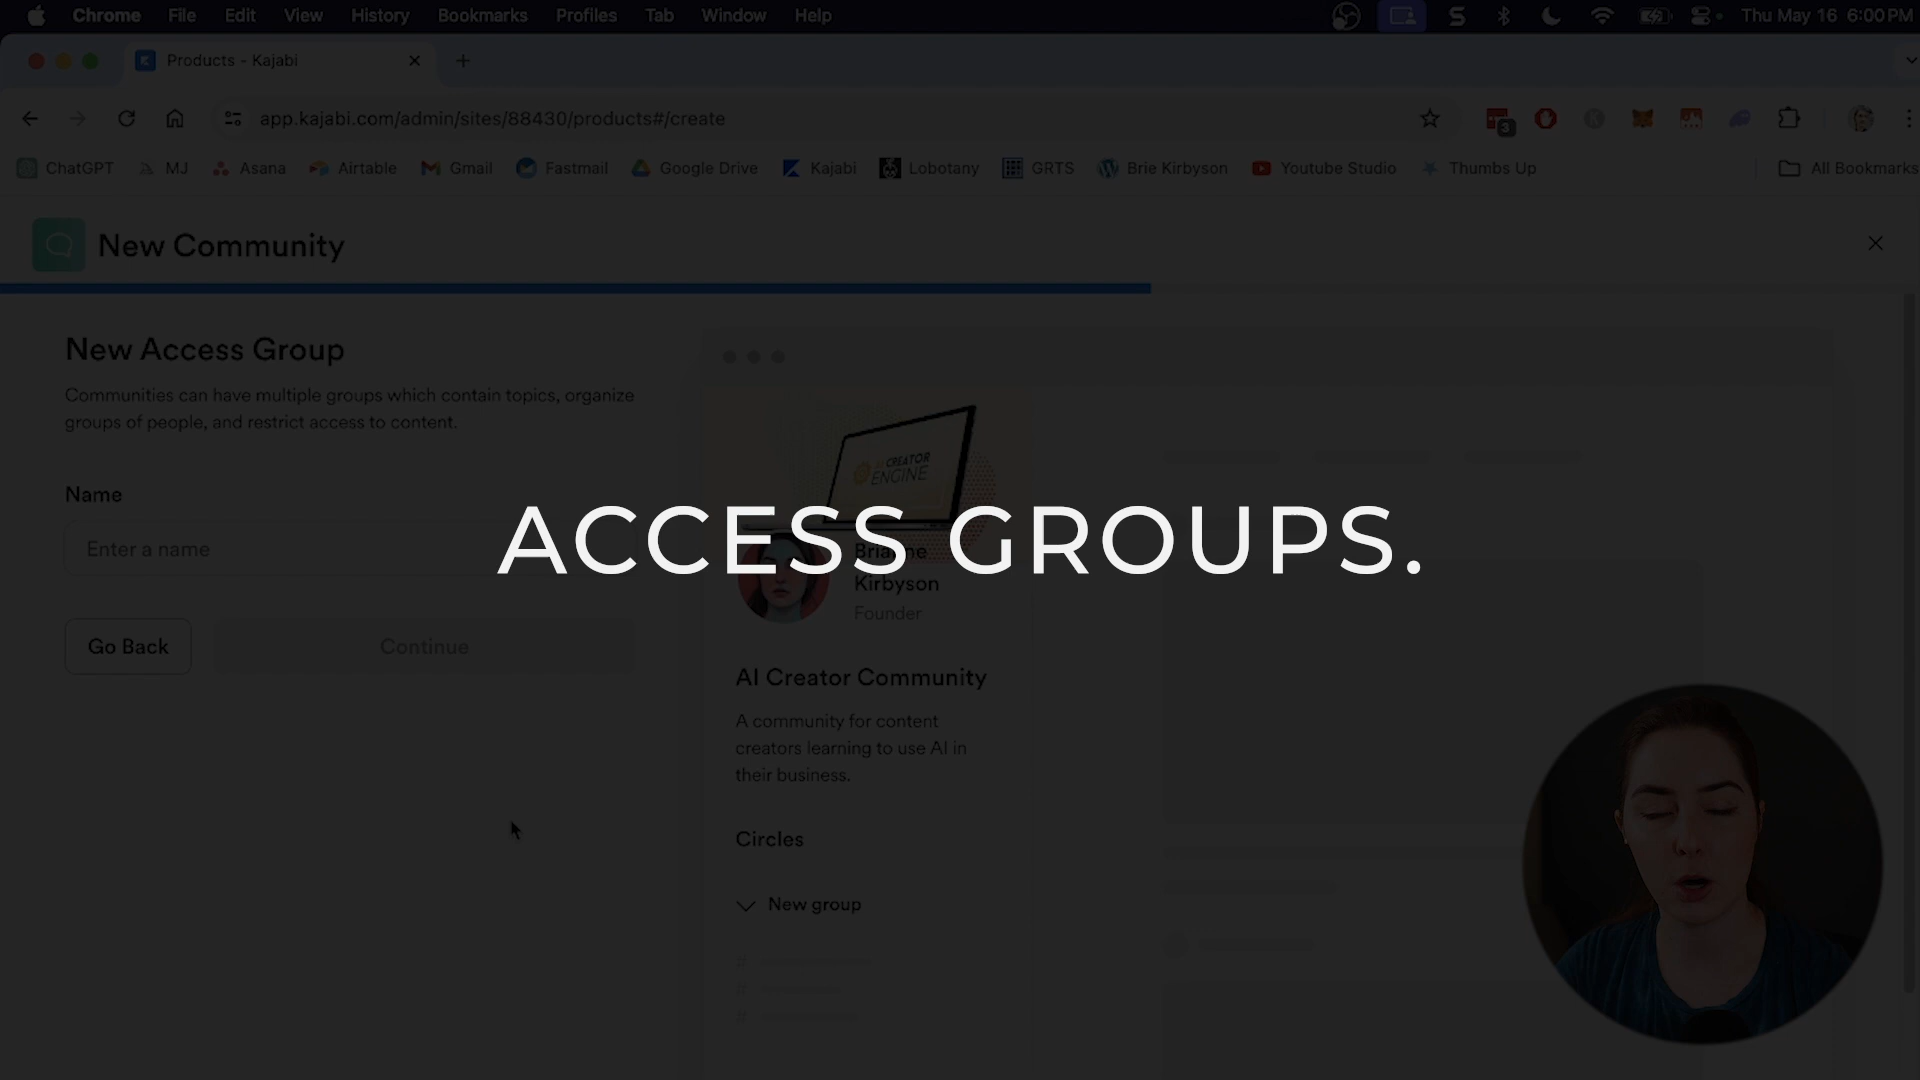 Chrome File Edit View History Bookmarks Profiles Tab Window Help Thu May 16 6:00 PM
Products - Kajabi
app.kajabi.com/admin/sites/88430/products#/create
3
ChatGPT MJ Asana Airtable Gmail Fastmail Google Drive Kajabi Lobotany GRTS Brie Kirbyson Youtube Studio Thumbs Up All Bookmarks
New Community
New Access Group
Communities can have multiple groups which contain topics, organize
groups of people, and restrict access to content.
Name
Enter a name
Go Back
Continue
CREATOR
ENGINE
ACCESS GROUPS.
Brianne
Kirbyson
Founder
AI Creator Community
A community for content
creators learning to use AI in
their business.
Circles
New group
#
#
#